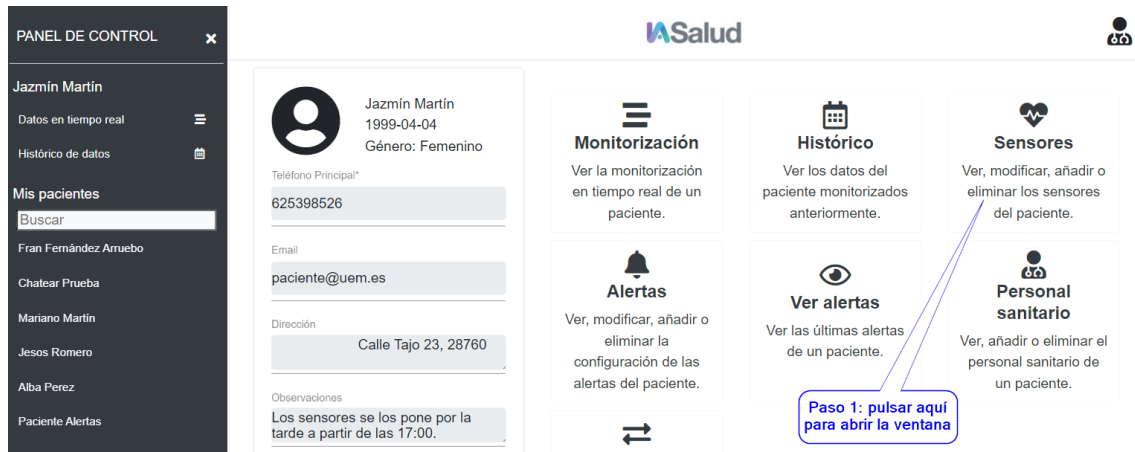 PANEL DE CONTROL
Jazmín Martín
Datos en tiempo real
Histórico de datos
Mis pacientes
Buscar
Fran Fernández Arruebo
Chatear Prueba
Mariano Martín
Jesos Romero
Alba Perez
Paciente Alertas
IASalud
Jazmín Martín
1999-04-04
Género: Femenino
Teléfono Principal*
625398526
Email
paciente@uem.es
Dirección
Calle Tajo 23, 28760
Observaciones
Los sensores se los pone por la
tarde a partir de las 17:00.
Monitorización
Ver la monitorización
en tiempo real de un
paciente.
Histórico
Ver los datos del
paciente monitorizados
anteriormente.
Sensores
Ver, modificar, añadir o
eliminar los sensores
del paciente.
Alertas
Ver, modificar, añadir o
eliminar la
configuración de las
alertas del paciente.
Ver alertas
Ver las últimas alertas
de un paciente.
Personal
sanitario
Ver, añadir o eliminar el
personal sanitario de
un paciente.
Paso 1: pulsar aquí
para abrir la ventana